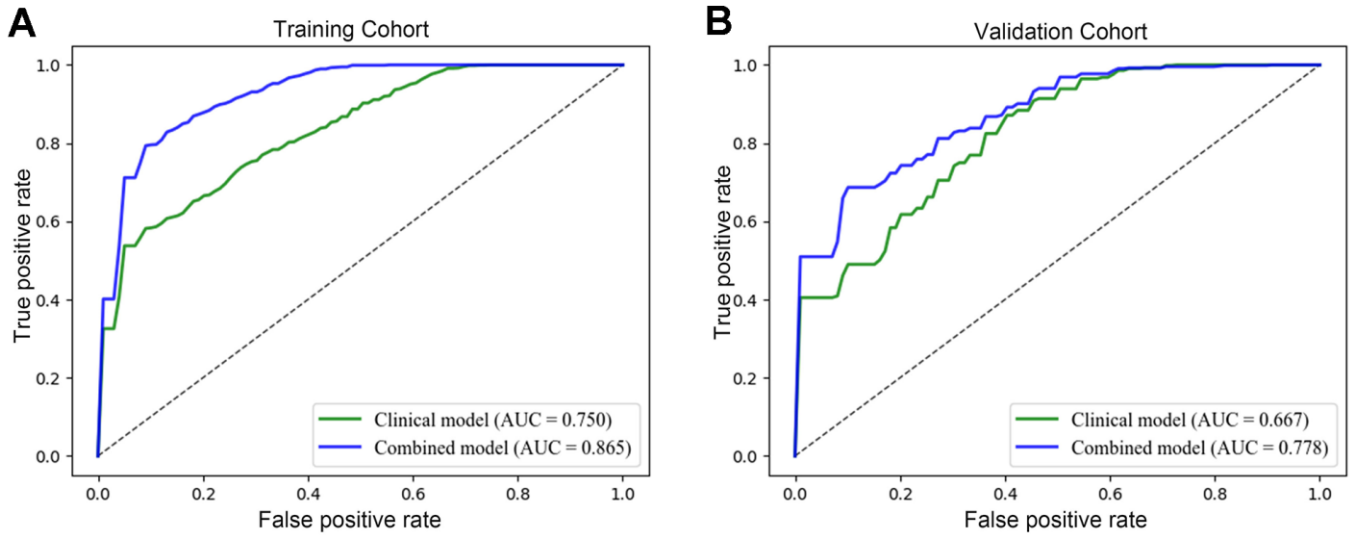 A
Training Cohort
True positive rate
1.0
0.8
0.6
0.4
0.2
0.0
Clinical model (AUC = 0.750)
Combined model (AUC = 0.865)
0.0 0.2 0.4 0.6 0.8 1.0
False positive rate
B
Validation Cohort
True positive rate
1.0
0.8
0.6
0.4
0.2
0.0
Clinical model (AUC = 0.667)
Combined model (AUC = 0.778)
0.0 0.2 0.4 0.6 0.8 1.0
False positive rate